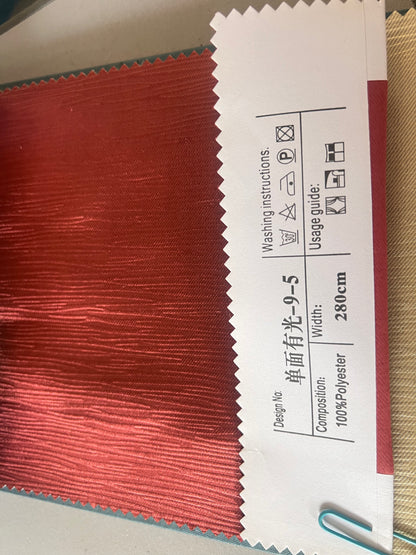 Design No:
单面有光-9-5
Washing instructions:
Composition:
100%Polyester
Width:
280cm
Usage guide: